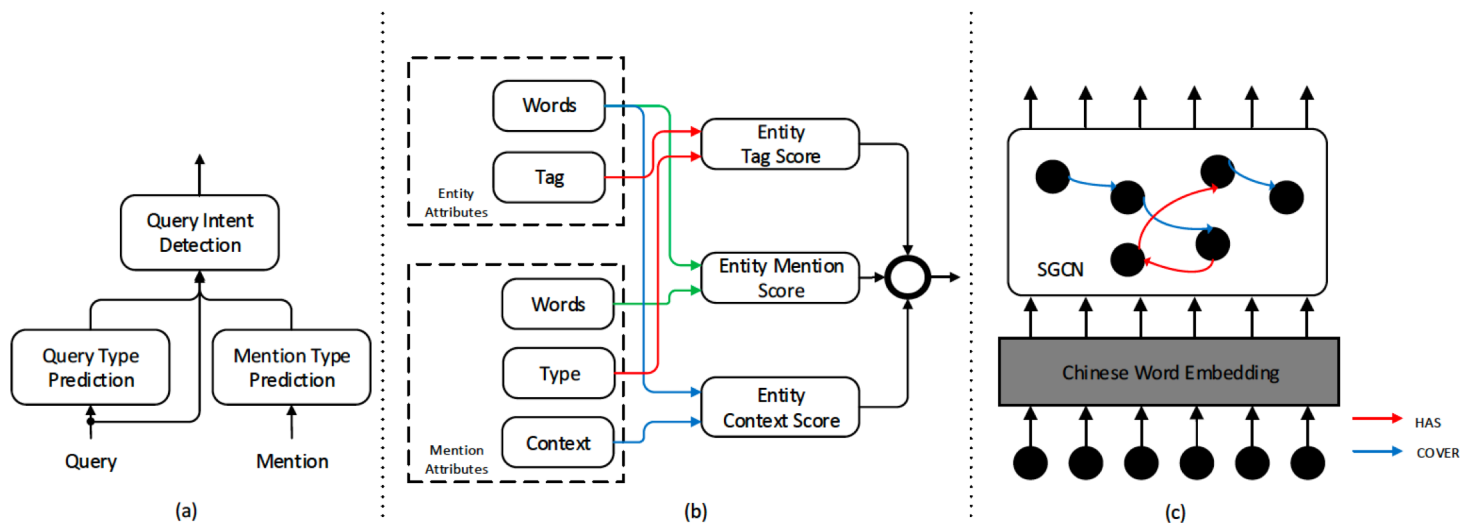 Query Intent
Detection
Query Type
Prediction
Mention Type
Prediction
Query
Mention
(a)
Words
Tag
Entity
Attributes
Words
Type
Context
Mention
Attributes
Entity
Tag Score
Entity Mention
Score
Entity
Context Score
(b)
SGCN
Chinese Word Embedding
HAS
COVER
(c)